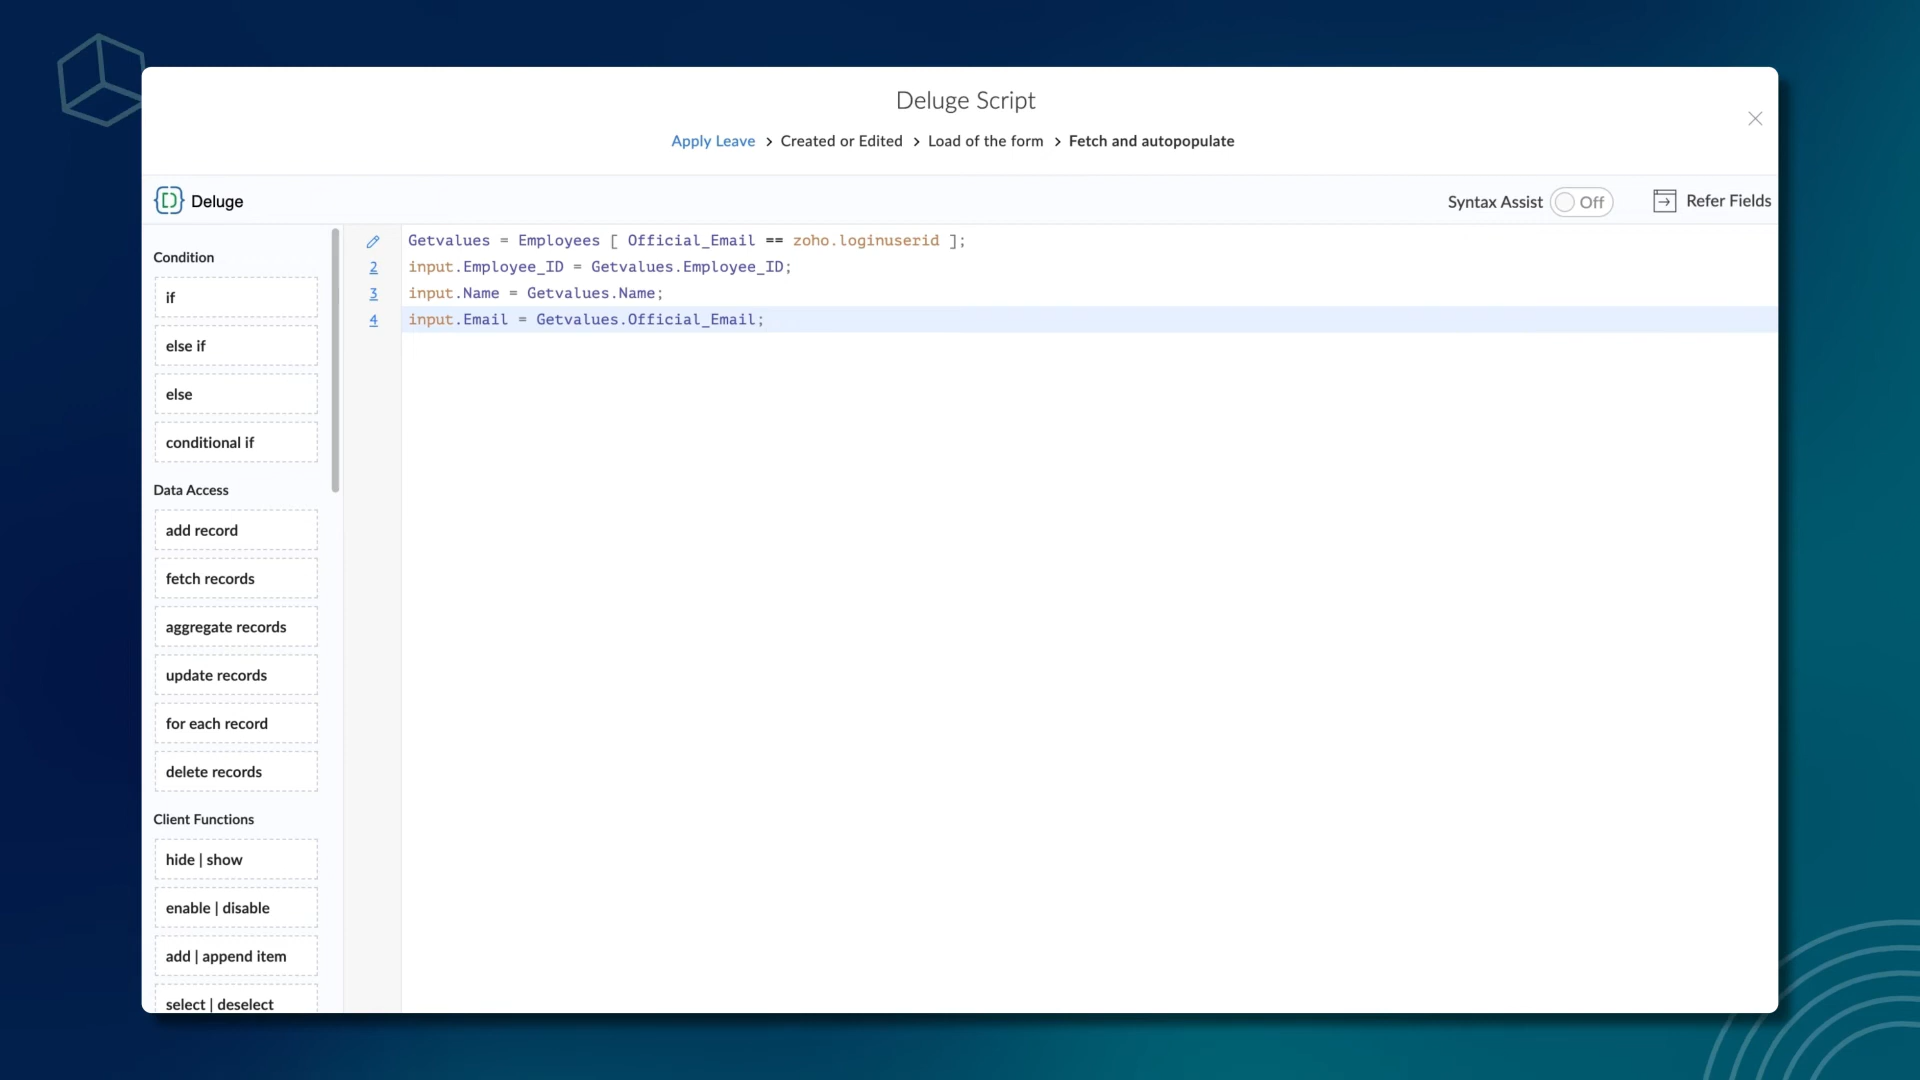 Deluge Script
Apply Leave > Created or Edited > Load of the form > Fetch and autopopulate
Deluge
Syntax Assist Off Refer Fields
Condition
if
else if
else
conditional if
Data Access
add record
fetch records
aggregate records
update records
for each record
delete records
Client Functions
hide | show
enable | disable
add | append item
select | deselect
Getvalues = Employees [ Official_Email == zoho.loginuserid ];
2 input.Employee_ID = Getvalues.Employee_ID;
3 input.Name = Getvalues.Name;
4 input.Email = Getvalues.Official_Email;